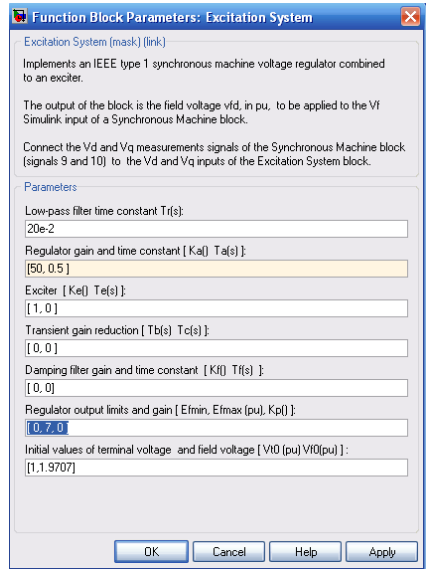 Function Block Parameters: Excitation System
Excitation System (mask) (link)
Implements an IEEE type 1 synchronous machine voltage regulator combined
to an exciter.
The output of the block is the field voltage vfd, in pu, to be applied to the Vf
Simulink input of a Synchronous Machine block.
Connect the Vd and Vq measurements signals of the Synchronous Machine block
(signals 9 and 10) to the Vd and Vq inputs of the Excitation System block.
Parameters
Low-pass filter time constant Tr(s):
20e-2
Regulator gain and time constant [ Ka() Ta(s) ]:
[50, 0.5 ]
Exciter [ Ke() Te(s) ]:
[ 1, 0 ]
Transient gain reduction [ Tb(s) Tc(s) ]:
[ 0, 0 ]
Damping filter gain and time constant [ Kf() Tf(s) ]:
[ 0, 0]
Regulator output limits and gain [ Efmin, Efmax (pu), Kp() ]:
[ 0, 7, 0 ]
Initial values of terminal voltage and field voltage [ Vt0 (pu) Vf0(pu) ] :
[1,1.9707]
OK Cancel Help Apply